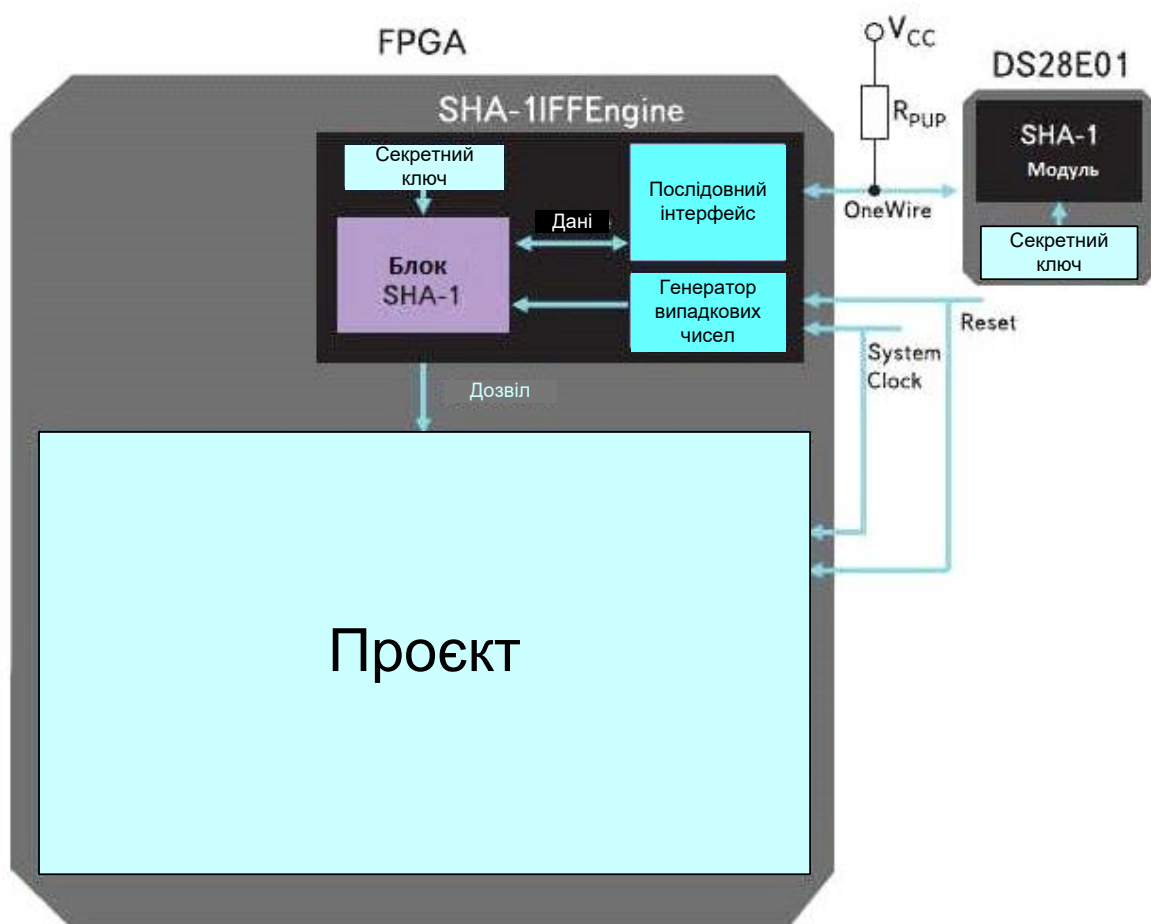 FPGA
SHA-1IFFEngine
Секретний
ключ
Блок
SHA-1
Дані
Послідовний
інтерфейс
Генератор
випадкових
чисел
Дозвіл
Проєкт
VCC
RPUP
OneWire
DS28E01
SHA-1
Модуль
Секретний
ключ
Reset
System
Clock